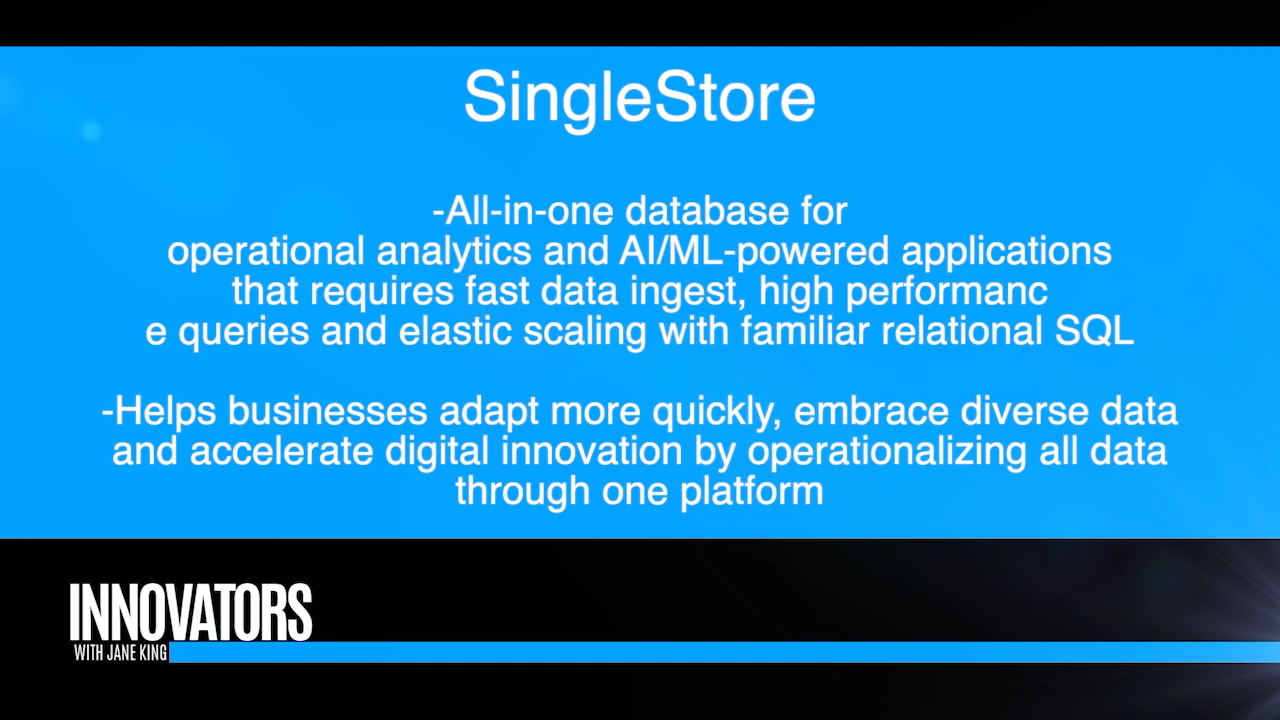 SingleStore
-All-in-one database for
operational analytics and AI/ML-powered applications
that requires fast data ingest, high performanc
e queries and elastic scaling with familiar relational SQL
-Helps businesses adapt more quickly, embrace diverse data
and accelerate digital innovation by operationalizing all data
through one platform
INNOVATORS
WITH JANE KING